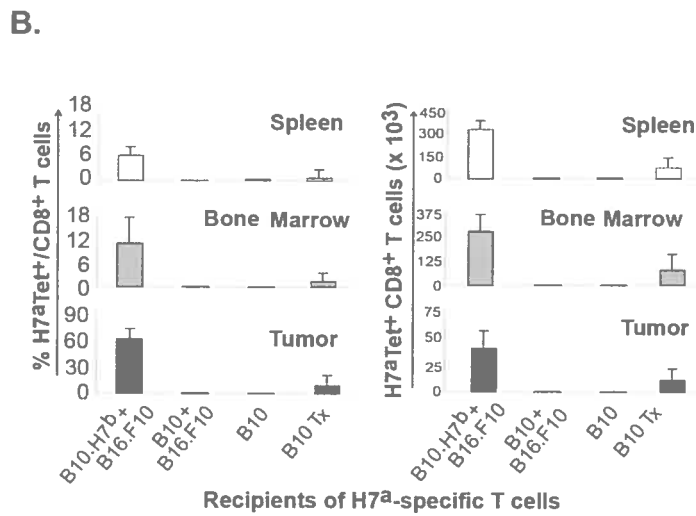 B.
% H7ᵃTet⁺/CD8⁺ T cells
18
12
6
0
Spleen
18
12
6
0
Bone Marrow
90
60
30
0
Tumor
B10.H7ᵇ+
B16.F10
B10+
B16.F10
B10
B10 Tx
H7ᵃTet⁺ CD8⁺ T cells (x 10³)
450
300
150
0
Spleen
375
250
125
0
Bone Marrow
75
50
25
0
Tumor
B10.H7ᵇ+
B16.F10
B10+
B16.F10
B10
B10 Tx
Recipients of H7ᵃ-specific T cells